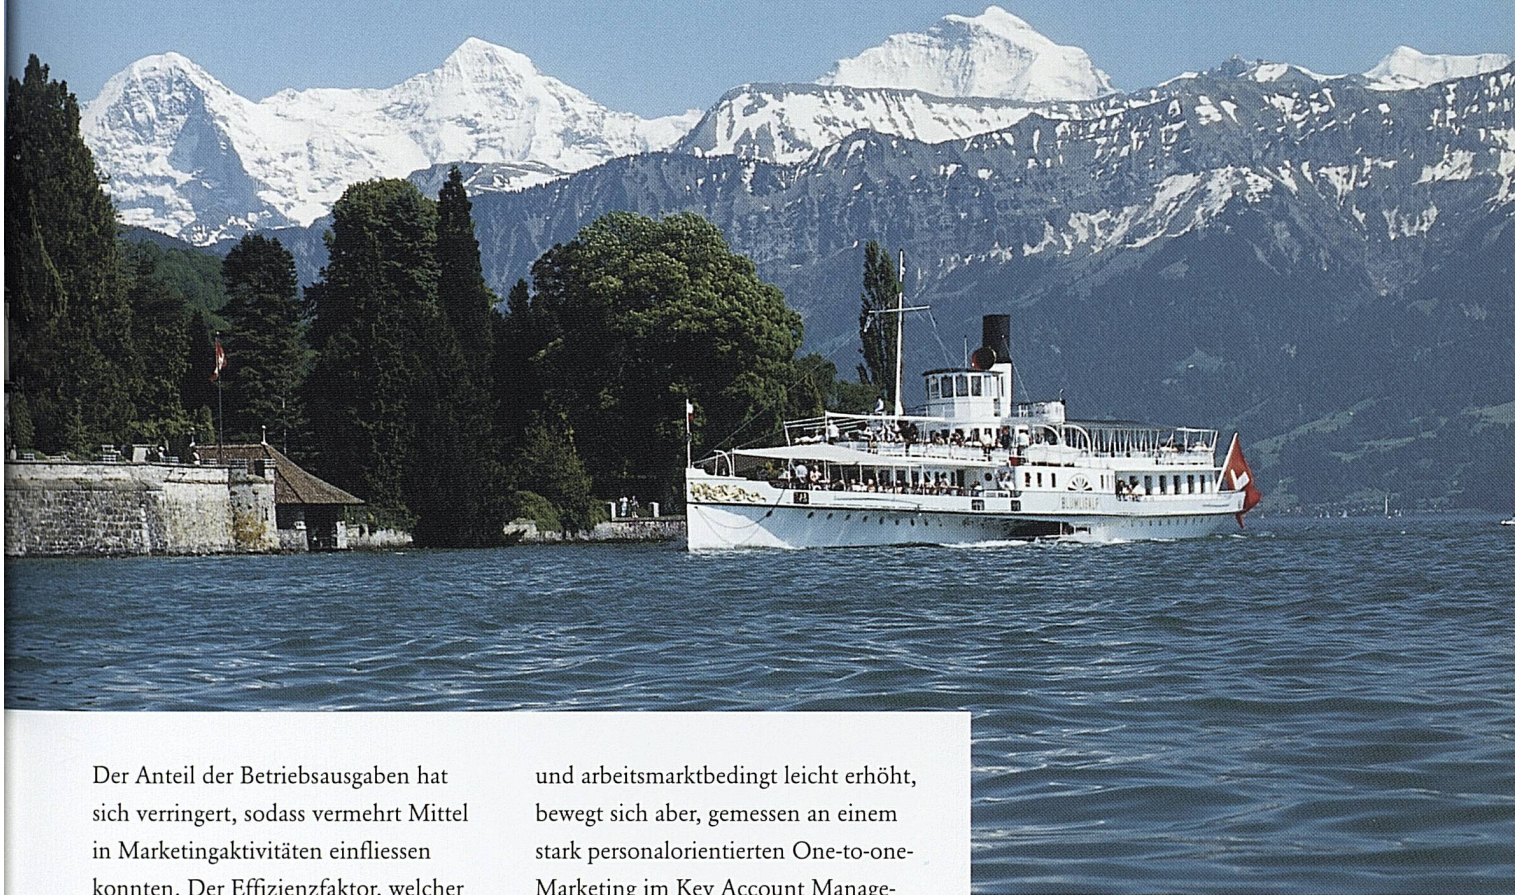 BLÜMLISALP
Der Anteil der Betriebsausgaben hat
sich verringert, sodass vermehrt Mittel
in Marketingaktivitäten einfliessen
konnten. Der Effizienzfaktor, welcher
und arbeitsmarktbedingt leicht erhöht,
bewegt sich aber, gemessen an einem
stark personalorientierten One-to-one-
Marketing im Key Account Manage-